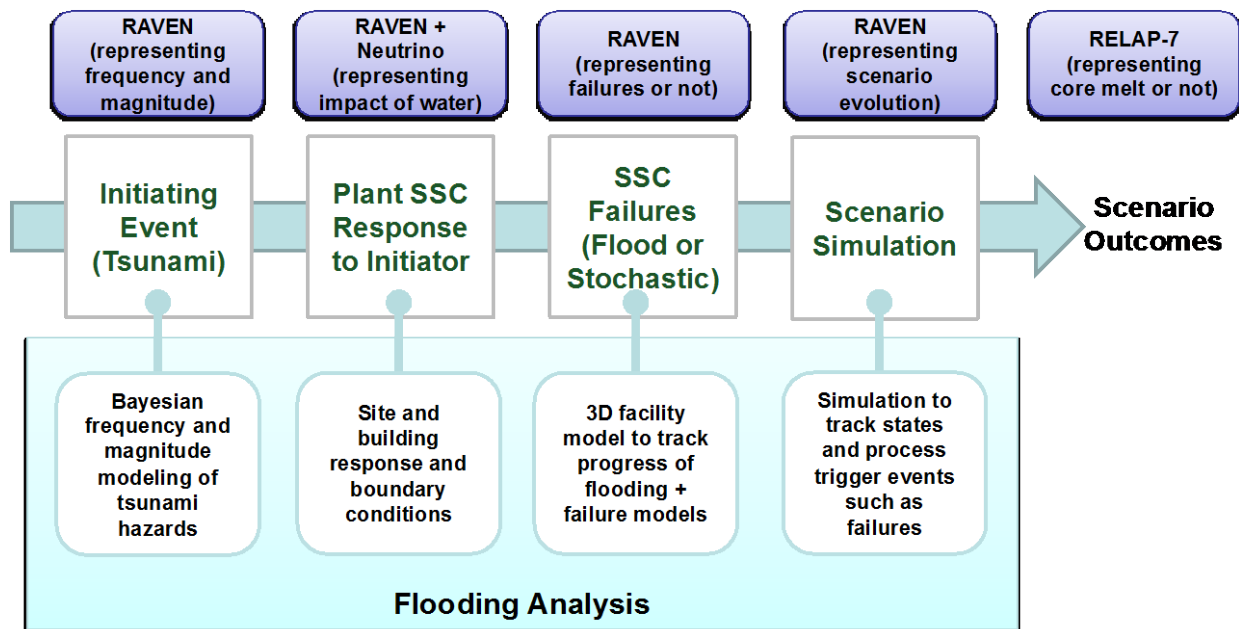 RAVEN
(representing
frequency and
magnitude)
RAVEN +
Neutrino
(representing
impact of water)
RAVEN
(representing
failures or not)
RAVEN
(representing
scenario
evolution)
RELAP-7
(representing
core melt or not)
Initiating
Event
(Tsunami)
Plant SSC
Response
to Initiator
SSC
Failures
(Flood or
Stochastic)
Scenario
Simulation
Scenario
Outcomes
Bayesian
frequency and
magnitude
modeling of
tsunami
hazards
Site and
building
response and
boundary
conditions
3D facility
model to track
progress of
flooding +
failure models
Simulation to
track states
and process
trigger events
such as
failures
Flooding Analysis